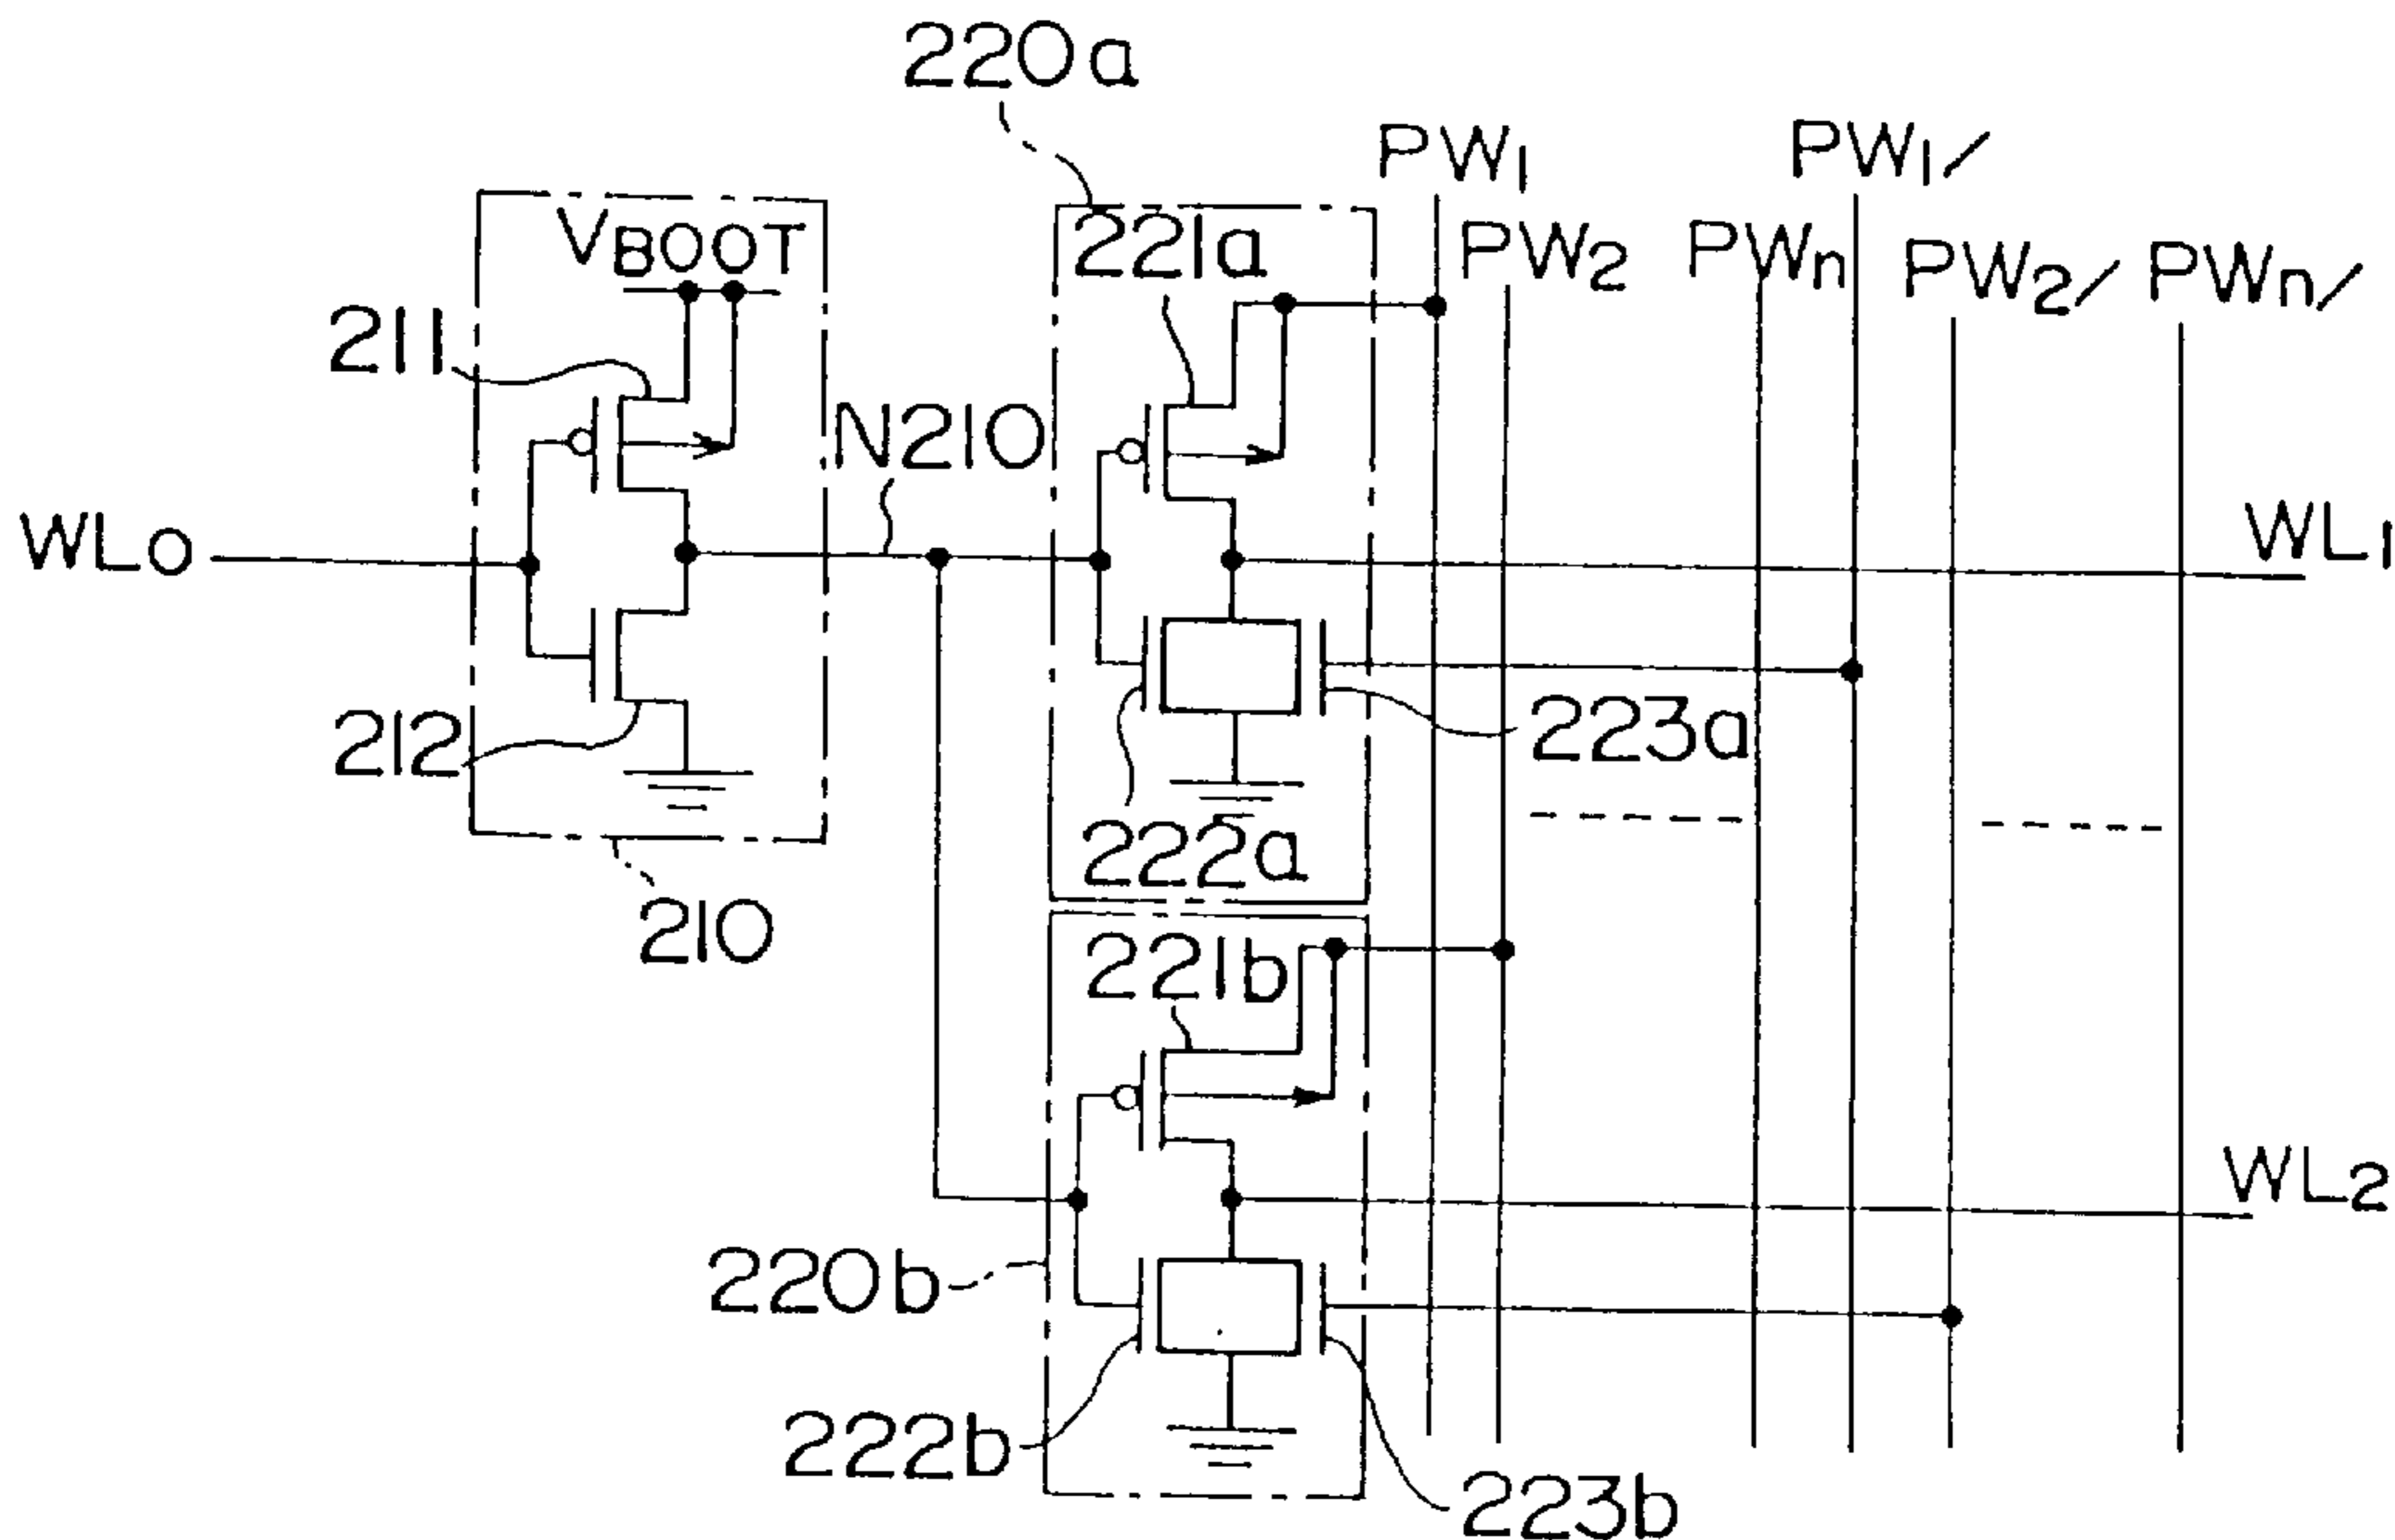 220a
PW1
PW1/
VBOOT
221a
PW2
PWn
PW2/
PWn/
211
N210
WL0
WL1
212
223a
222a
210
221b
WL2
220b
222b
223b